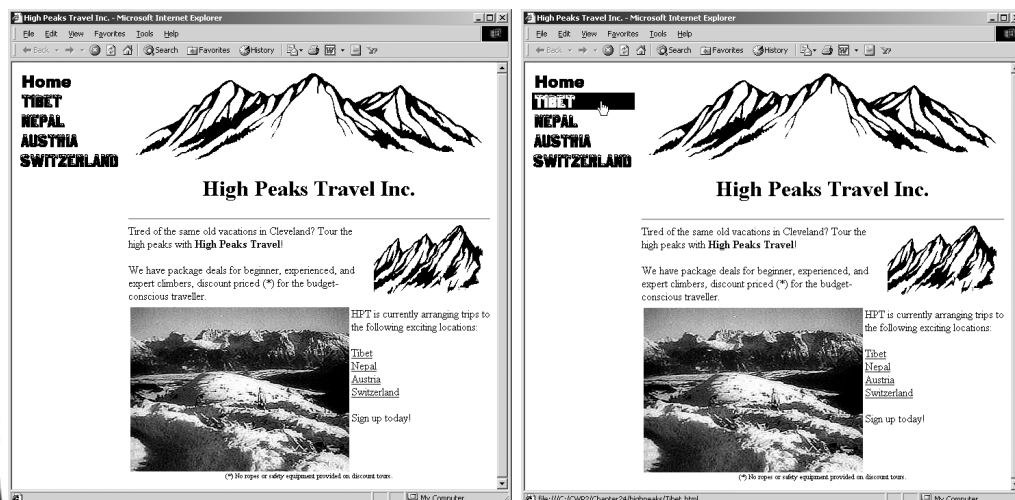 High Peaks Travel Inc. - Microsoft Internet Explorer
File Edit View Favorites Tools Help
Back Search Favorites History
Home
TIBET
NEPAL
AUSTRIA
SWITZERLAND
High Peaks Travel Inc.
Tired of the same old vacations in Cleveland? Tour the
high peaks with High Peaks Travel!
We have package deals for beginner, experienced, and
expert climbers, discount priced (*) for the budget-
conscious traveller.
HPT is currently arranging trips to
the following exciting locations:
Tibet
Nepal
Austria
Switzerland
Sign up today!
(*) No ropes or safety equipment provided on discount tours.
My Computer
High Peaks Travel Inc. - Microsoft Internet Explorer
File Edit View Favorites Tools Help
Back Search Favorites History
Home
TIBET
NEPAL
AUSTRIA
SWITZERLAND
High Peaks Travel Inc.
Tired of the same old vacations in Cleveland? Tour the
high peaks with High Peaks Travel!
We have package deals for beginner, experienced, and
expert climbers, discount priced (*) for the budget-
conscious traveller.
HPT is currently arranging trips to
the following exciting locations:
Tibet
Nepal
Austria
Switzerland
Sign up today!
(*) No ropes or safety equipment provided on discount tours.
file:///C:/CWP2/Chapter24/highpeaks/Tibet.html My Computer